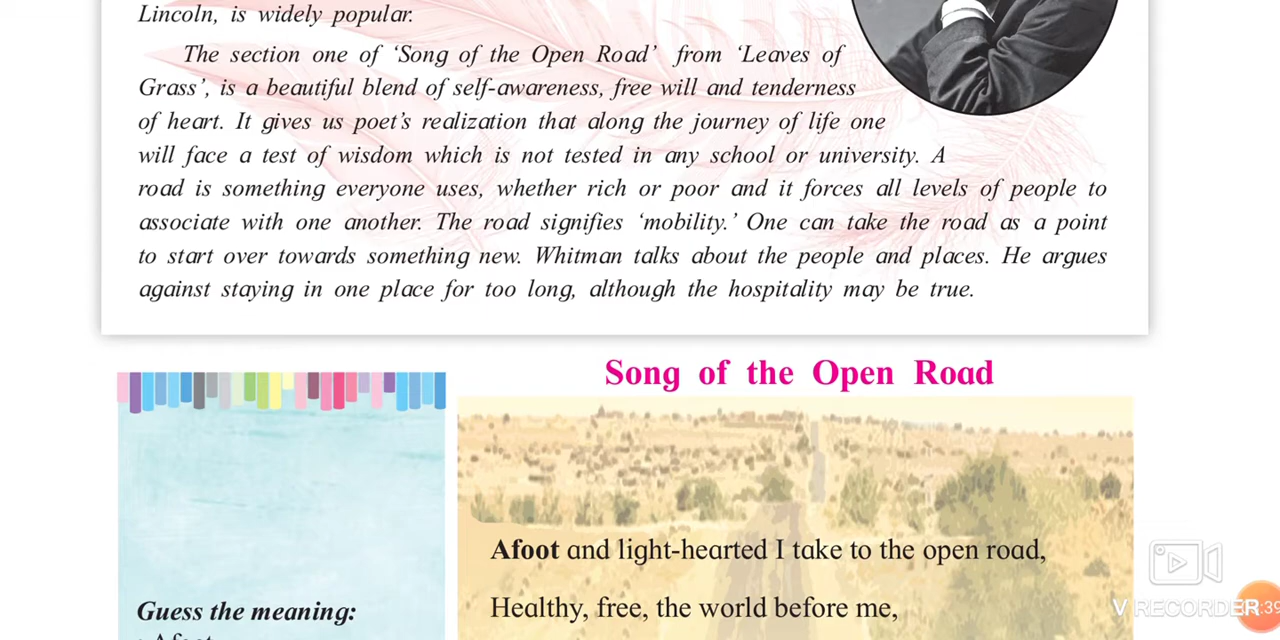 Lincoln, is widely popular.
The section one of ‘Song of the Open Road’ from ‘Leaves of
Grass’, is a beautiful blend of self-awareness, free will and tenderness
of heart. It gives us poet’s realization that along the journey of life one
will face a test of wisdom which is not tested in any school or university. A
road is something everyone uses, whether rich or poor and it forces all levels of people to
associate with one another. The road signifies ‘mobility.’ One can take the road as a point
to start over towards something new. Whitman talks about the people and places. He argues
against staying in one place for too long, although the hospitality may be true.
Song of the Open Road
Afoot and light-hearted I take to the open road,
Healthy, free, the world before me,
Guess the meaning:
Afoot
V RECORDER
:39